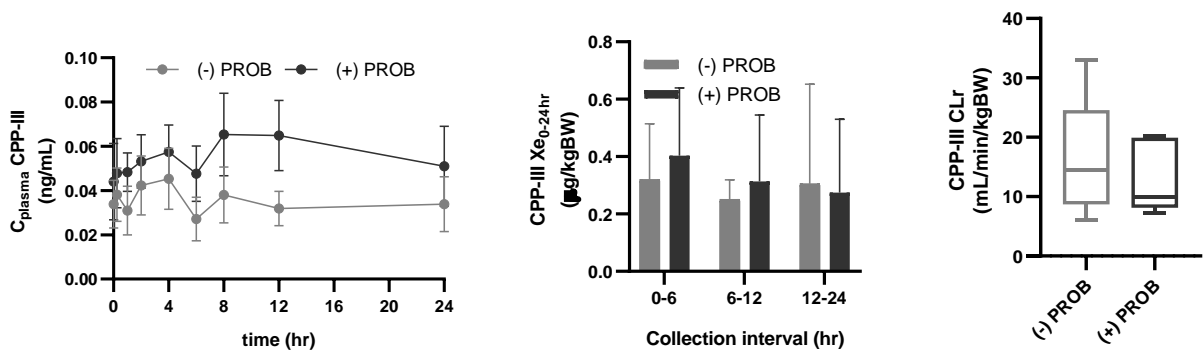 C_plasma CPP-III
(ng/mL)
0.10
0.08
0.06
0.04
0.02
0.00
(-) PROB
(+) PROB
0 4 8 12 16 20 24
time (hr)
CPP-III Xe_0-24hr
g/kgBW)
0.8
0.6
0.4
0.2
0.0
(-) PROB
(+) PROB
0-6 6-12 12-24
Collection interval (hr)
CPP-III CLr
(mL/min/kgBW)
40
30
20
10
0
(-) PROB
(+) PROB